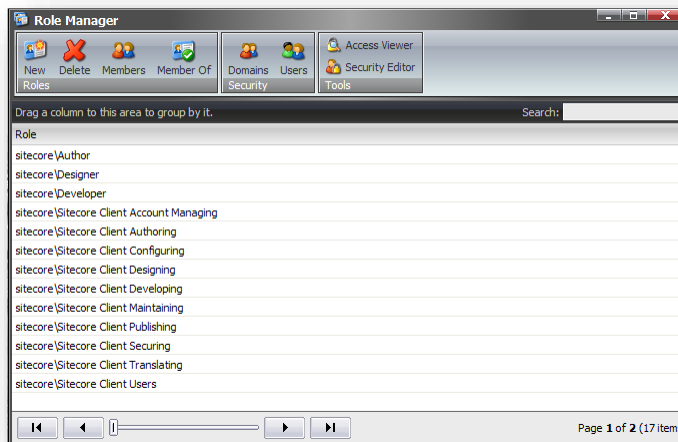 Role Manager
New Delete Members Member Of
Roles
Domains Users
Security
Access Viewer
Security Editor
Tools
Drag a column to this area to group by it. Search:
Role
sitecore\Author
sitecore\Designer
sitecore\Developer
sitecore\Sitecore Client Account Managing
sitecore\Sitecore Client Authoring
sitecore\Sitecore Client Configuring
sitecore\Sitecore Client Designing
sitecore\Sitecore Client Developing
sitecore\Sitecore Client Maintaining
sitecore\Sitecore Client Publishing
sitecore\Sitecore Client Securing
sitecore\Sitecore Client Translating
sitecore\Sitecore Client Users
Page 1 of 2 (17 item